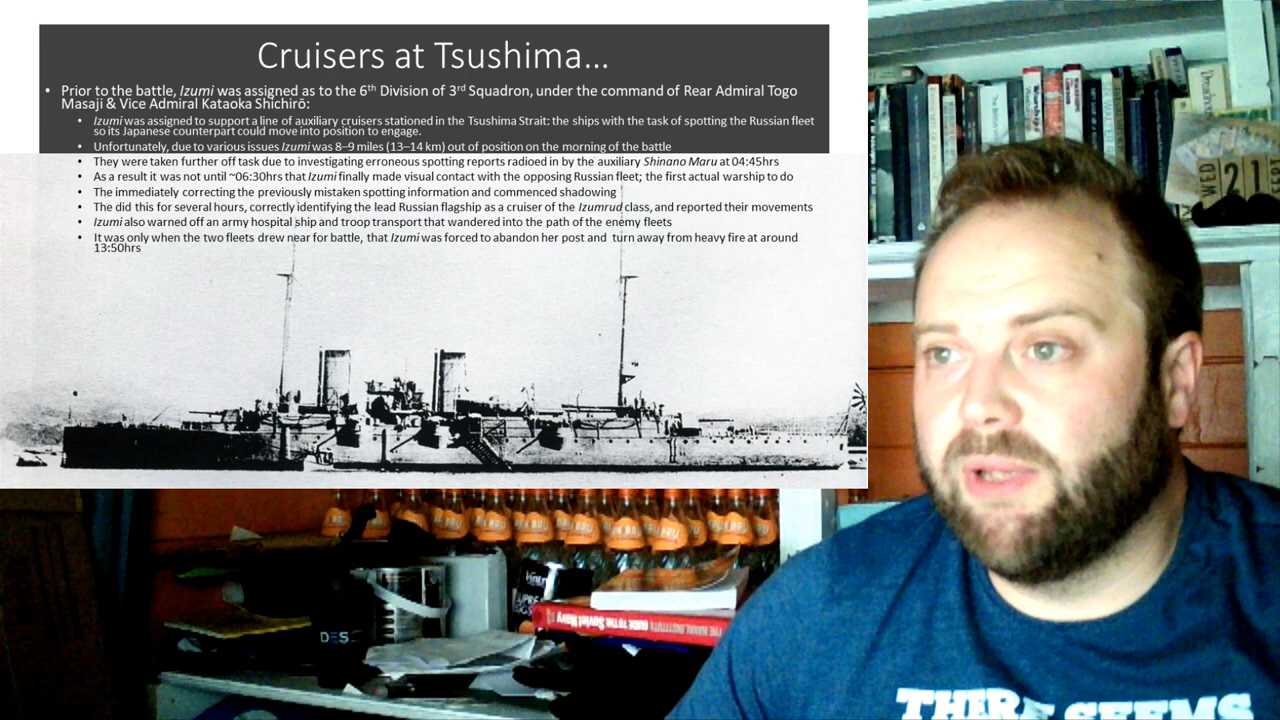 Cruisers at Tsushima…
• Prior to the battle, Izumi was assigned as to the 6th Division of 3rd Squadron, under the command of Rear Admiral Togo
Masaji & Vice Admiral Kataoka Shichirō:
• Izumi was assigned to support a line of auxiliary cruisers stationed in the Tsushima Strait: the ships with the task of spotting the Russian fleet
so its Japanese counterpart could move into position to engage.
• Unfortunately, due to various issues Izumi was 8–9 miles (13–14 km) out of position on the morning of the battle
• They were taken further off task due to investigating erroneous spotting reports radioed in by the auxiliary Shinano Maru at 04:45hrs
• As a result it was not until ~06:30hrs that Izumi finally made visual contact with the opposing Russian fleet; the first actual warship to do
• The immediately correcting the previously mistaken spotting information and commenced shadowing
• The did this for several hours, correctly identifying the lead Russian flagship as a cruiser of the Izumrud class, and reported their movements
• Izumi also warned off an army hospital ship and troop transport that wandered into the path of the enemy fleets
• It was only when the two fleets drew near for battle, that Izumi was forced to abandon her post and turn away from heavy fire at around
13:50hrs
WED
21
BRU
DES
GUIDE TO THE Soviet Navy
THERE SEEMS